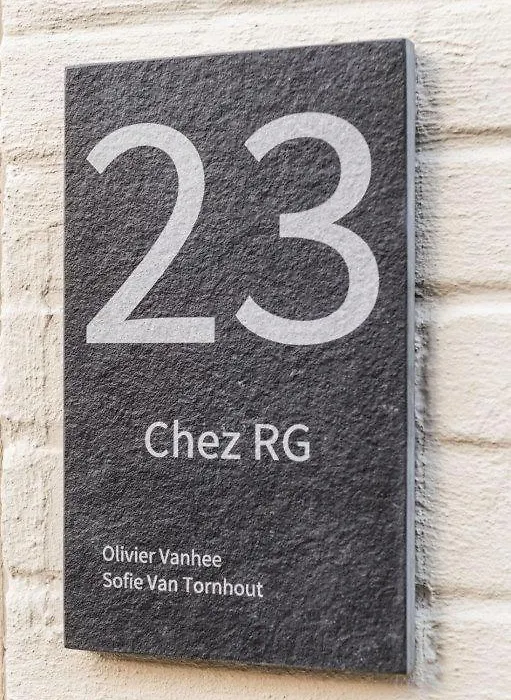 23
Chez RG
Olivier Vanhee
Sofie Van Tornhout